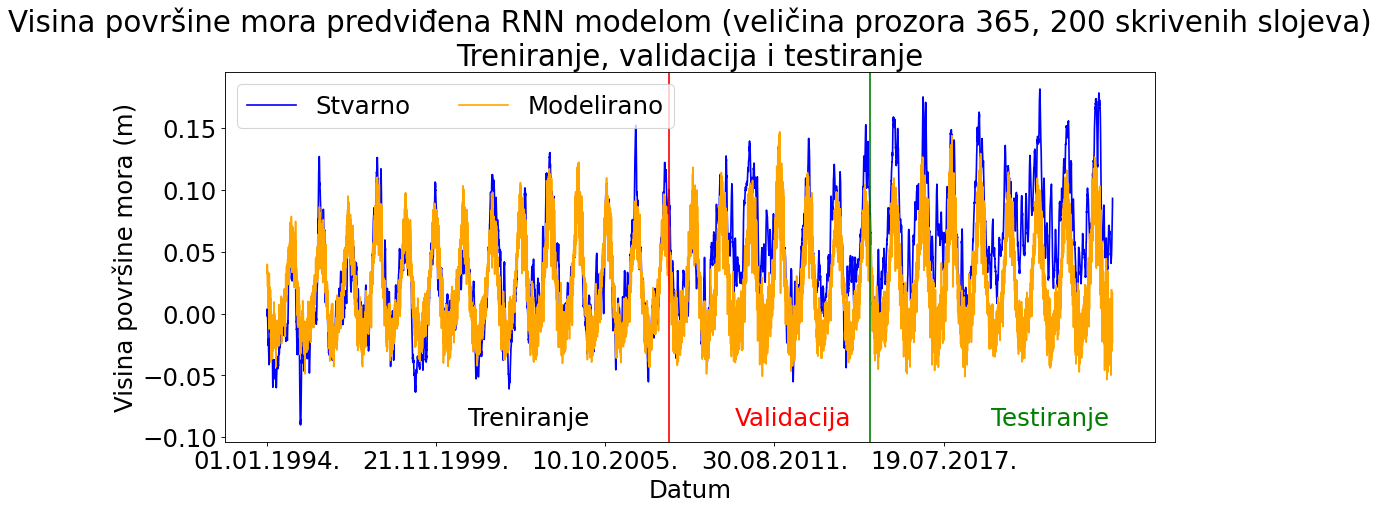 Visina površine mora predviđena RNN modelom (veličina prozora 365, 200 skrivenih slojeva)
Treniranje, validacija i testiranje
Stvarno
Modelirano
Visina površine mora (m)
0.15
0.10
0.05
0.00
−0.05
−0.10
Treniranje
Validacija
Testiranje
01.01.1994.
21.11.1999.
10.10.2005.
30.08.2011.
19.07.2017.
Datum